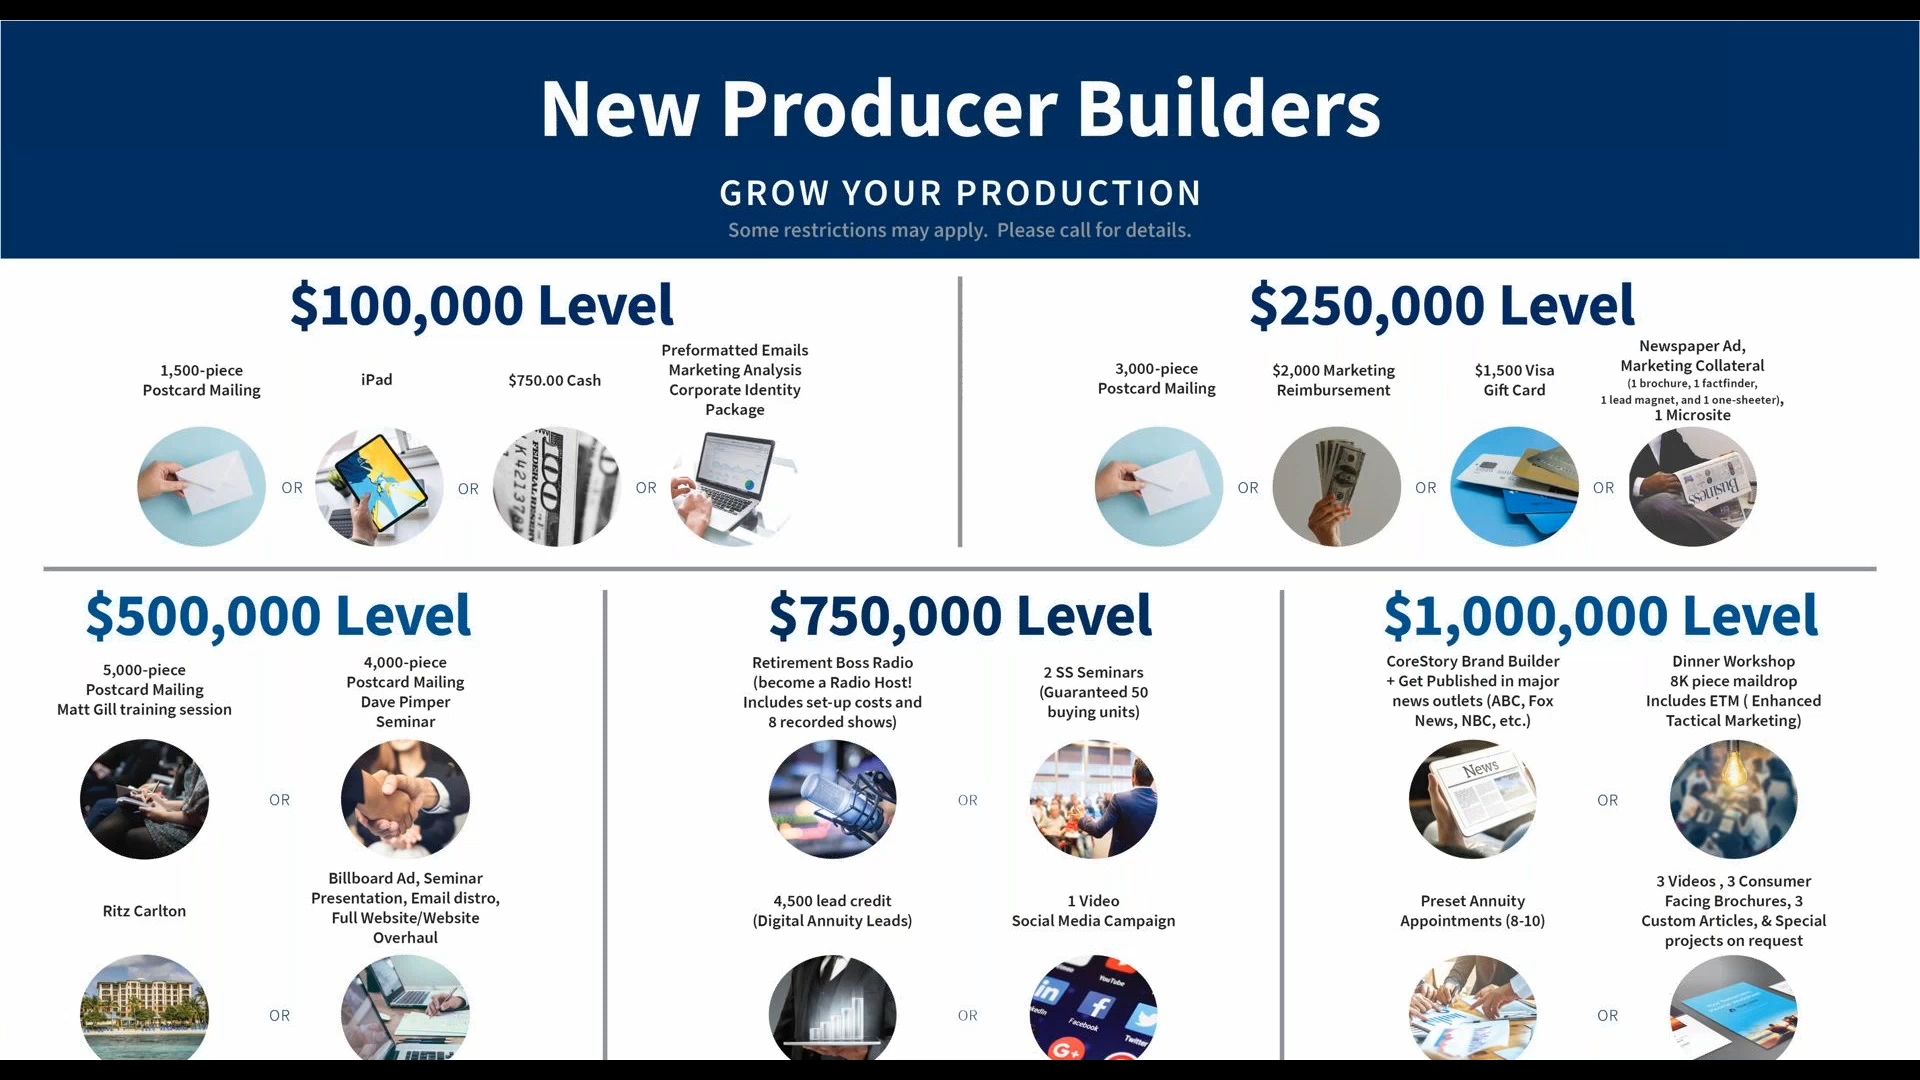 New Producer Builders
GROW YOUR PRODUCTION
Some restrictions may apply.  Please call for details.
$100,000 Level
1,500-piece
Postcard Mailing
iPad
$750.00 Cash
Preformatted Emails
Marketing Analysis
Corporate Identity
Package
OR
OR
OR
$250,000 Level
3,000-piece
Postcard Mailing
$2,000 Marketing
Reimbursement
$1,500 Visa
Gift Card
Newspaper Ad,
Marketing Collateral
(1 brochure, 1 factfinder,
1 lead magnet, and 1 one-sheeter),
1 Microsite
OR
OR
OR
Business
$500,000 Level
5,000-piece
Postcard Mailing
Matt Gill training session
OR
4,000-piece
Postcard Mailing
Dave Pimper
Seminar
Ritz Carlton
OR
Billboard Ad, Seminar
Presentation, Email distro,
Full Website/Website
Overhaul
$750,000 Level
Retirement Boss Radio
(become a Radio Host!
Includes set-up costs and
8 recorded shows)
OR
2 SS Seminars
(Guaranteed 50
buying units)
4,500 lead credit
(Digital Annuity Leads)
OR
1 Video
Social Media Campaign
YouTube
in
Facebook
Twitter
G+
$1,000,000 Level
CoreStory Brand Builder
+ Get Published in major
news outlets (ABC, Fox
News, NBC, etc.)
News
OR
Dinner Workshop
8K piece maildrop
Includes ETM ( Enhanced
Tactical Marketing)
Preset Annuity
Appointments (8-10)
OR
3 Videos , 3 Consumer
Facing Brochures, 3
Custom Articles, & Special
projects on request